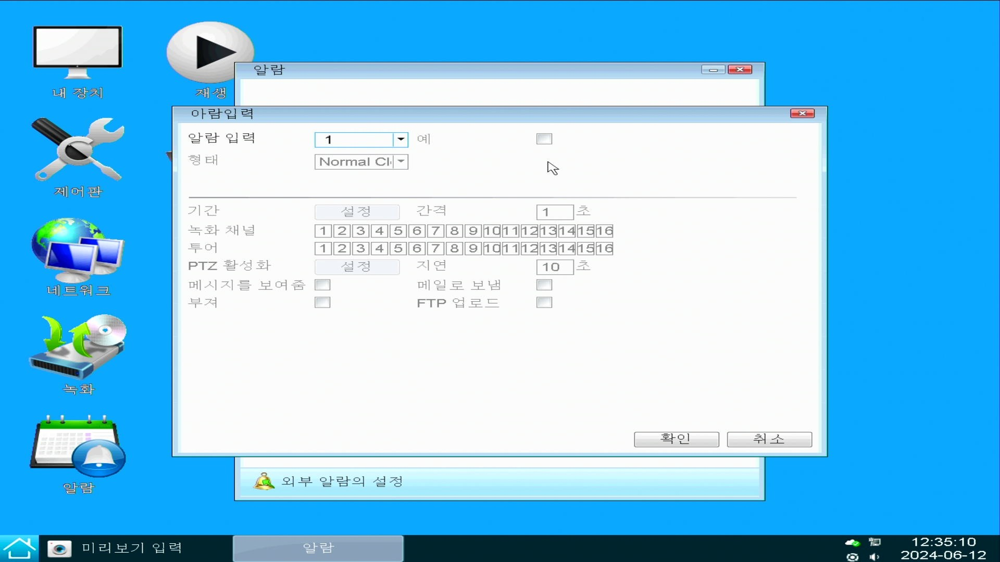 내 장치
재생
제어판
네트워크
녹화
알람
알람
아람입력
알람 입력 1 예
형태 Normal Cl
기간 설정 간격 1 초
녹화 채널 1 2 3 4 5 6 7 8 9 10 11 12 13 14 15 16
투어 1 2 3 4 5 6 7 8 9 10 11 12 13 14 15 16
PTZ 활성화 설정 지연 10 초
메시지를 보여줌 메일로 보냄
부져 FTP 업로드
확인 취소
외부 알람의 설정
미리보기 입력 알람
12:35:10
2024-06-12